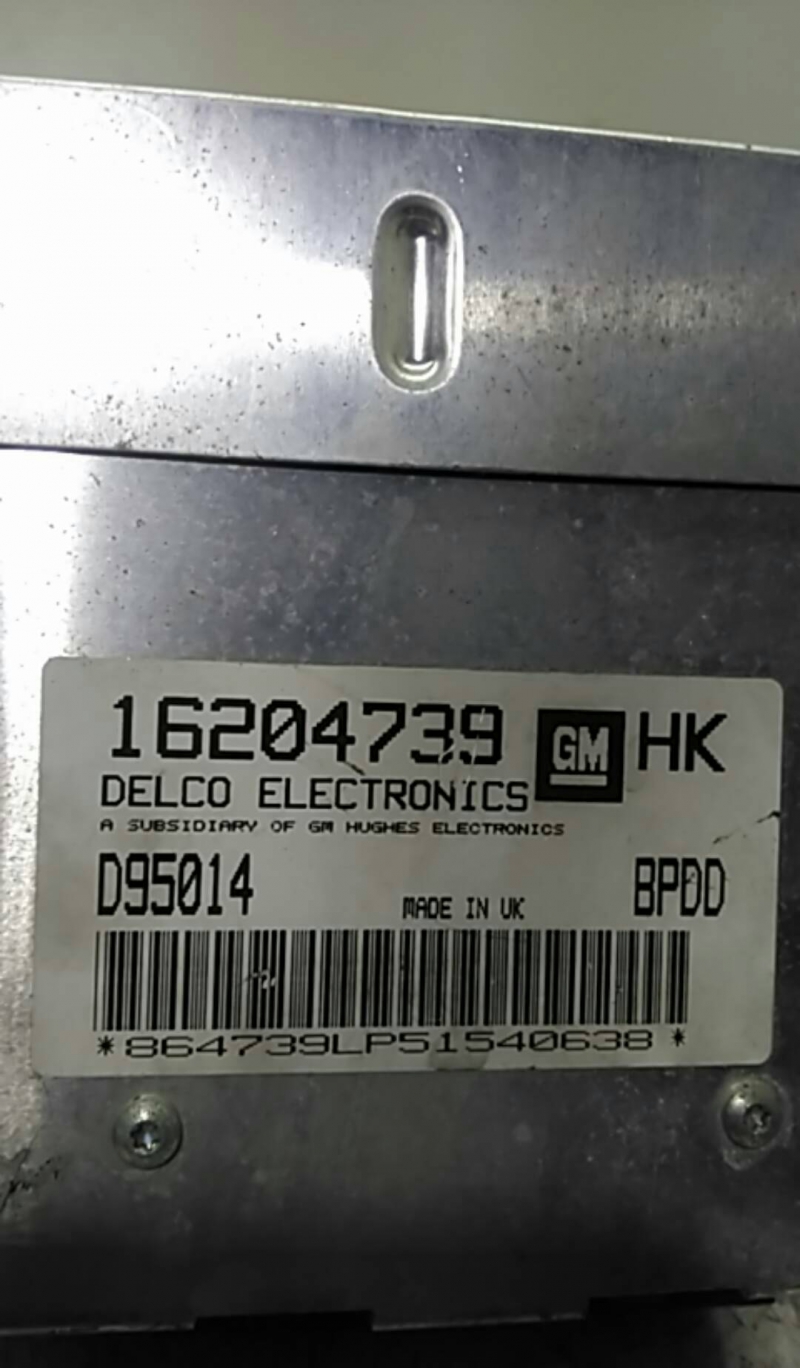 16204739 GM HK
DELCO ELECTRONICS
A SUBSIDIARY OF GM HUGHES ELECTRONICS
D95014 MADE IN UK BPDD
*864739LP51540638*